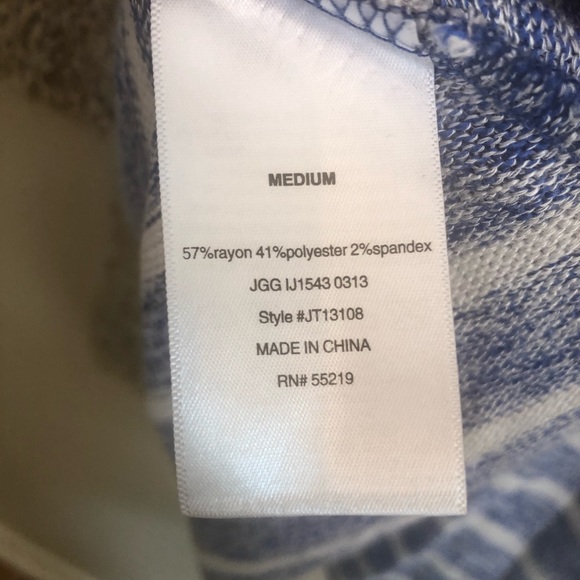 MEDIUM
57%rayon 41%polyester 2%spandex
JGG IJ1543 0313
Style #JT13108
MADE IN CHINA
RN# 55219